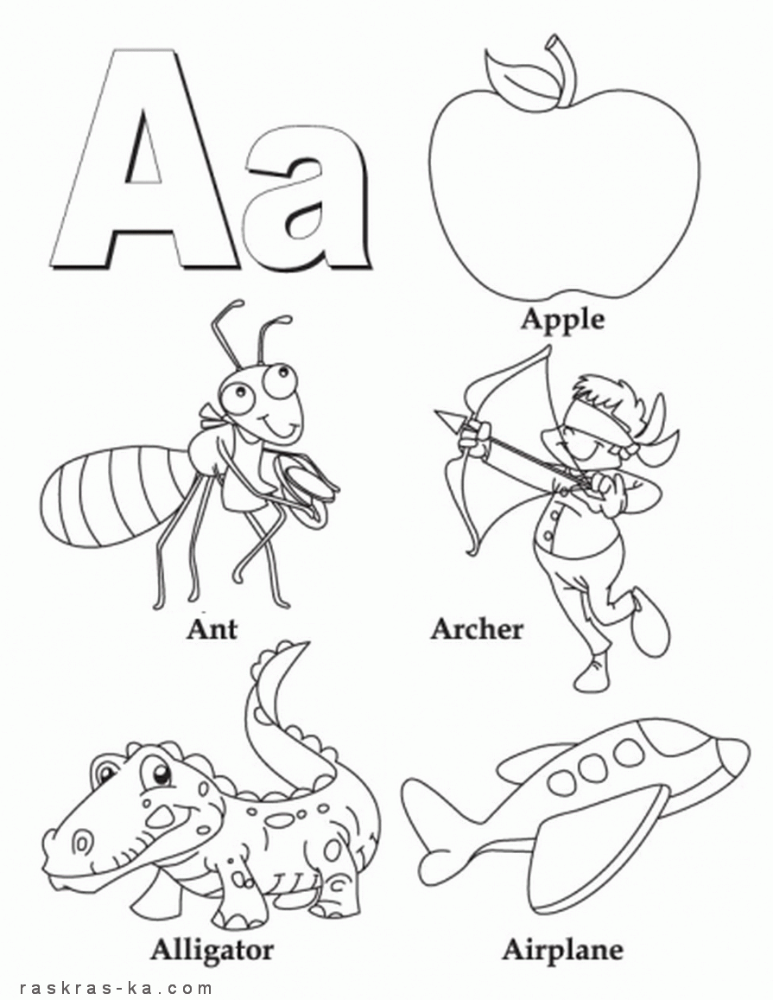 Aa
Apple
Ant
Archer
Alligator
Airplane
raskras-ka.com